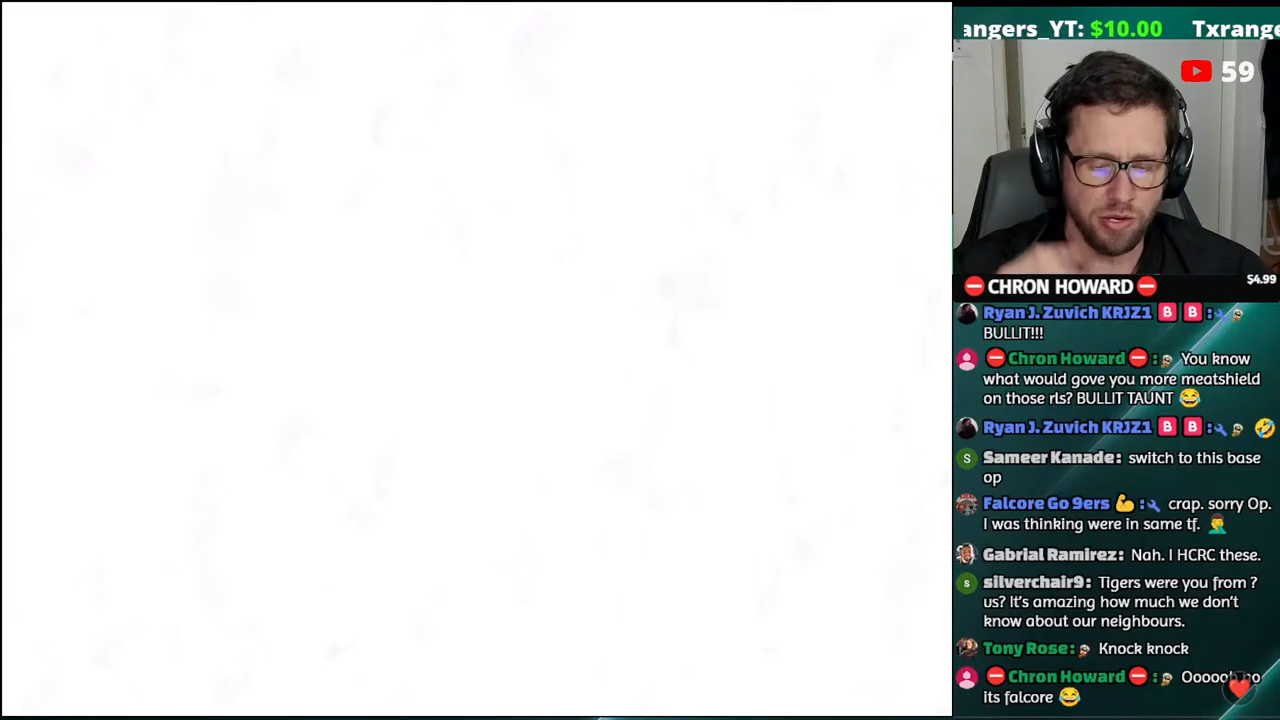 angers_YT: $10.00 Txrange
59
⛔ CHRON HOWARD ⛔ $4.99
Ryan J. Zuvich KRJZ1 B B :
BULLIT!!!
⛔ Chron Howard ⛔ : You know
what would gove you more meatshield
on those rls? BULLIT TAUNT 😂
Ryan J. Zuvich KRJZ1 B B : 🤣
S Sameer Kanade: switch to this base
op
Falcore Go 9ers 💪 : crap. sorry Op.
I was thinking were in same tf. 🤦‍♂️
Gabrial Ramirez: Nah. I HCRC these.
s silverchair9: Tigers were you from ?
us? It's amazing how much we don't
know about our neighbours.
Tony Rose: Knock knock
⛔ Chron Howard ⛔ : Oooooh no
its falcore 😂